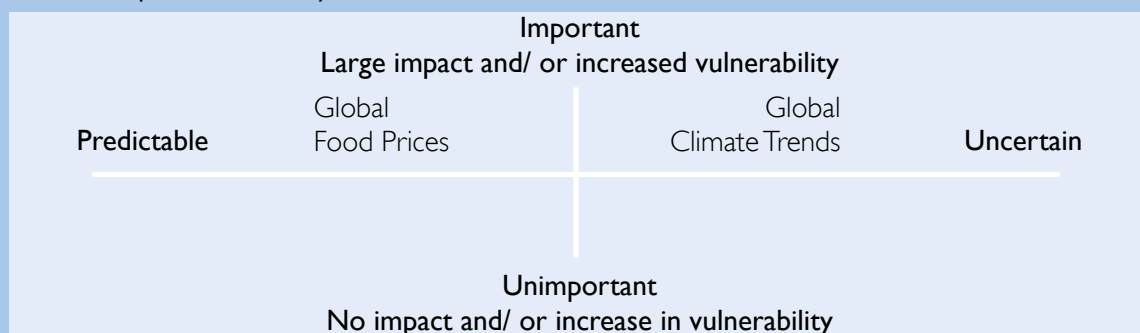 Important
Large impact and/ or increased vulnerability
Global
Food Prices
Global
Climate Trends
Predictable
Uncertain
Unimportant
No impact and/ or increase in vulnerability